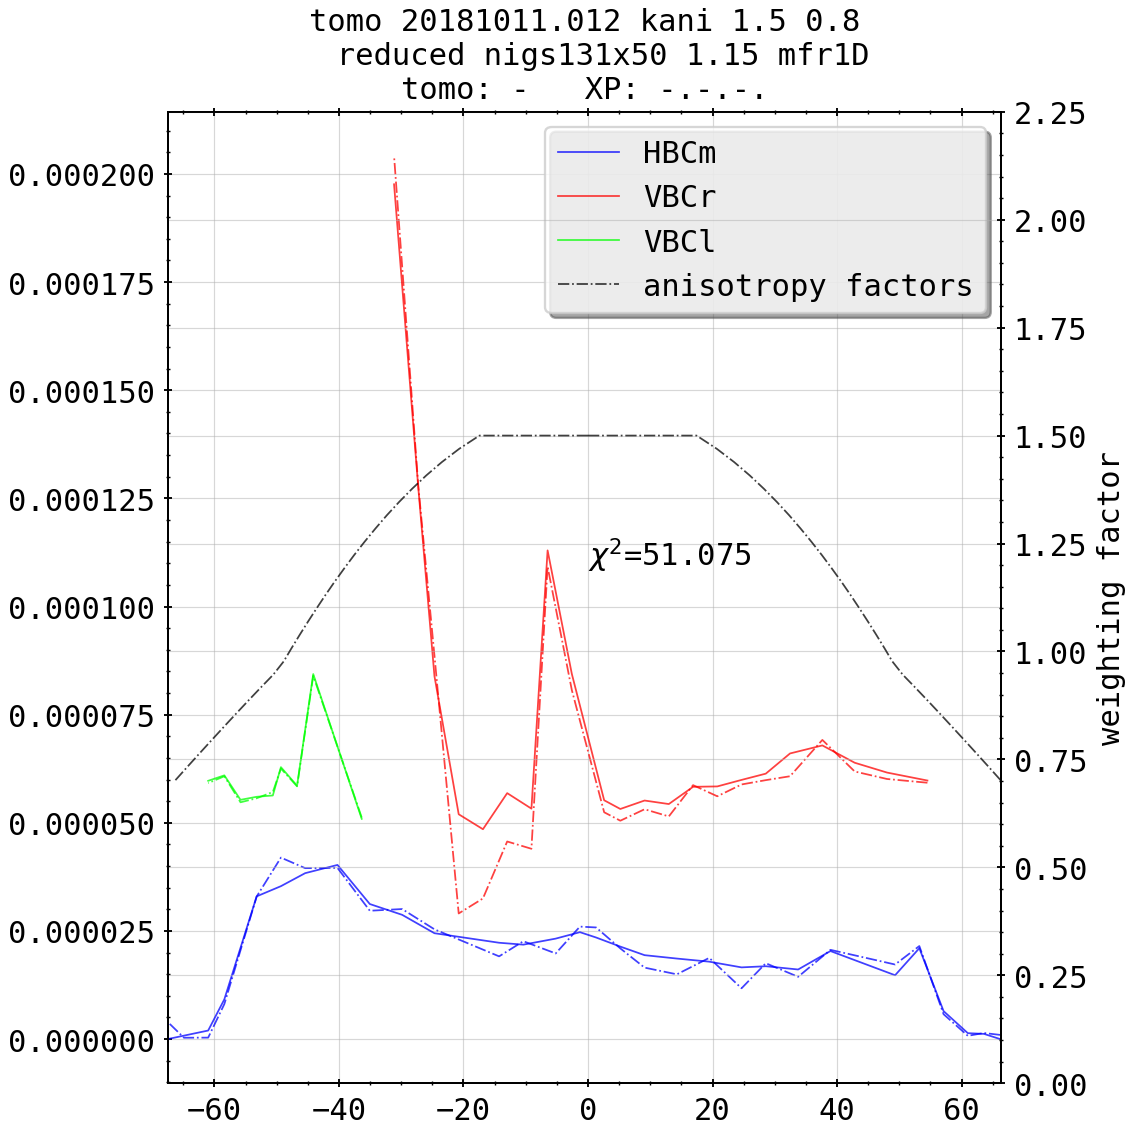 tomo 20181011.012 kani 1.5 0.8
reduced nigs131x50 1.15 mfr1D
tomo: -   XP: -.-.-.
HBCm
VBCr
VBCl
anisotropy factors
χ²=51.075
0.000200
0.000175
0.000150
0.000125
0.000100
0.000075
0.000050
0.000025
0.000000
2.25
2.00
1.75
1.50
1.25
1.00
0.75
0.50
0.25
0.00
weighting factor
−60 −40 −20 0 20 40 60